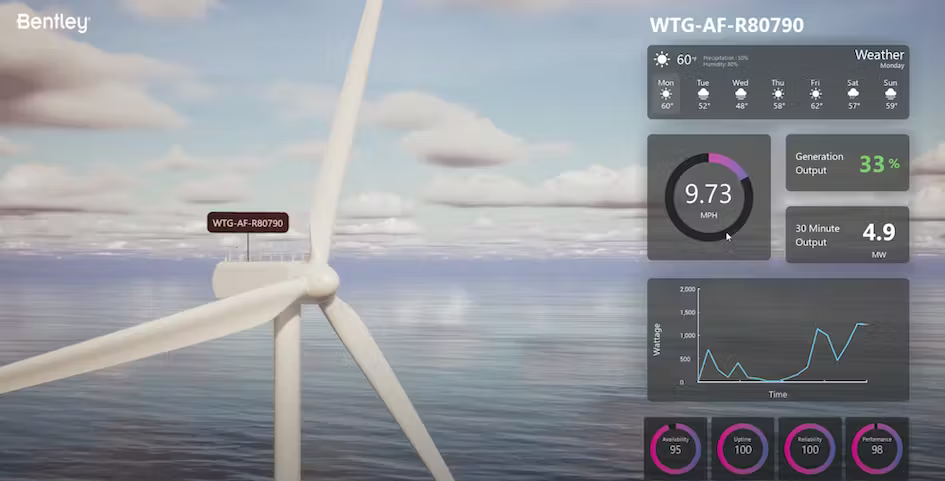 Bentley
WTG-AF-R80790
WTG-AF-R80790
60°F
Precipitation: 50%
Humidity: 80%
Weather
Monday
Mon Tue Wed Thu Fri Sat Sun
60° 52° 48° 58° 62° 57° 59°
9.73
MPH
Generation
Output
33 %
30 Minute
Output
4.9
MW
Wattage
2,000
1,500
1,000
500
0
Time
Availability
95
Uptime
100
Reliability
100
Performance
98